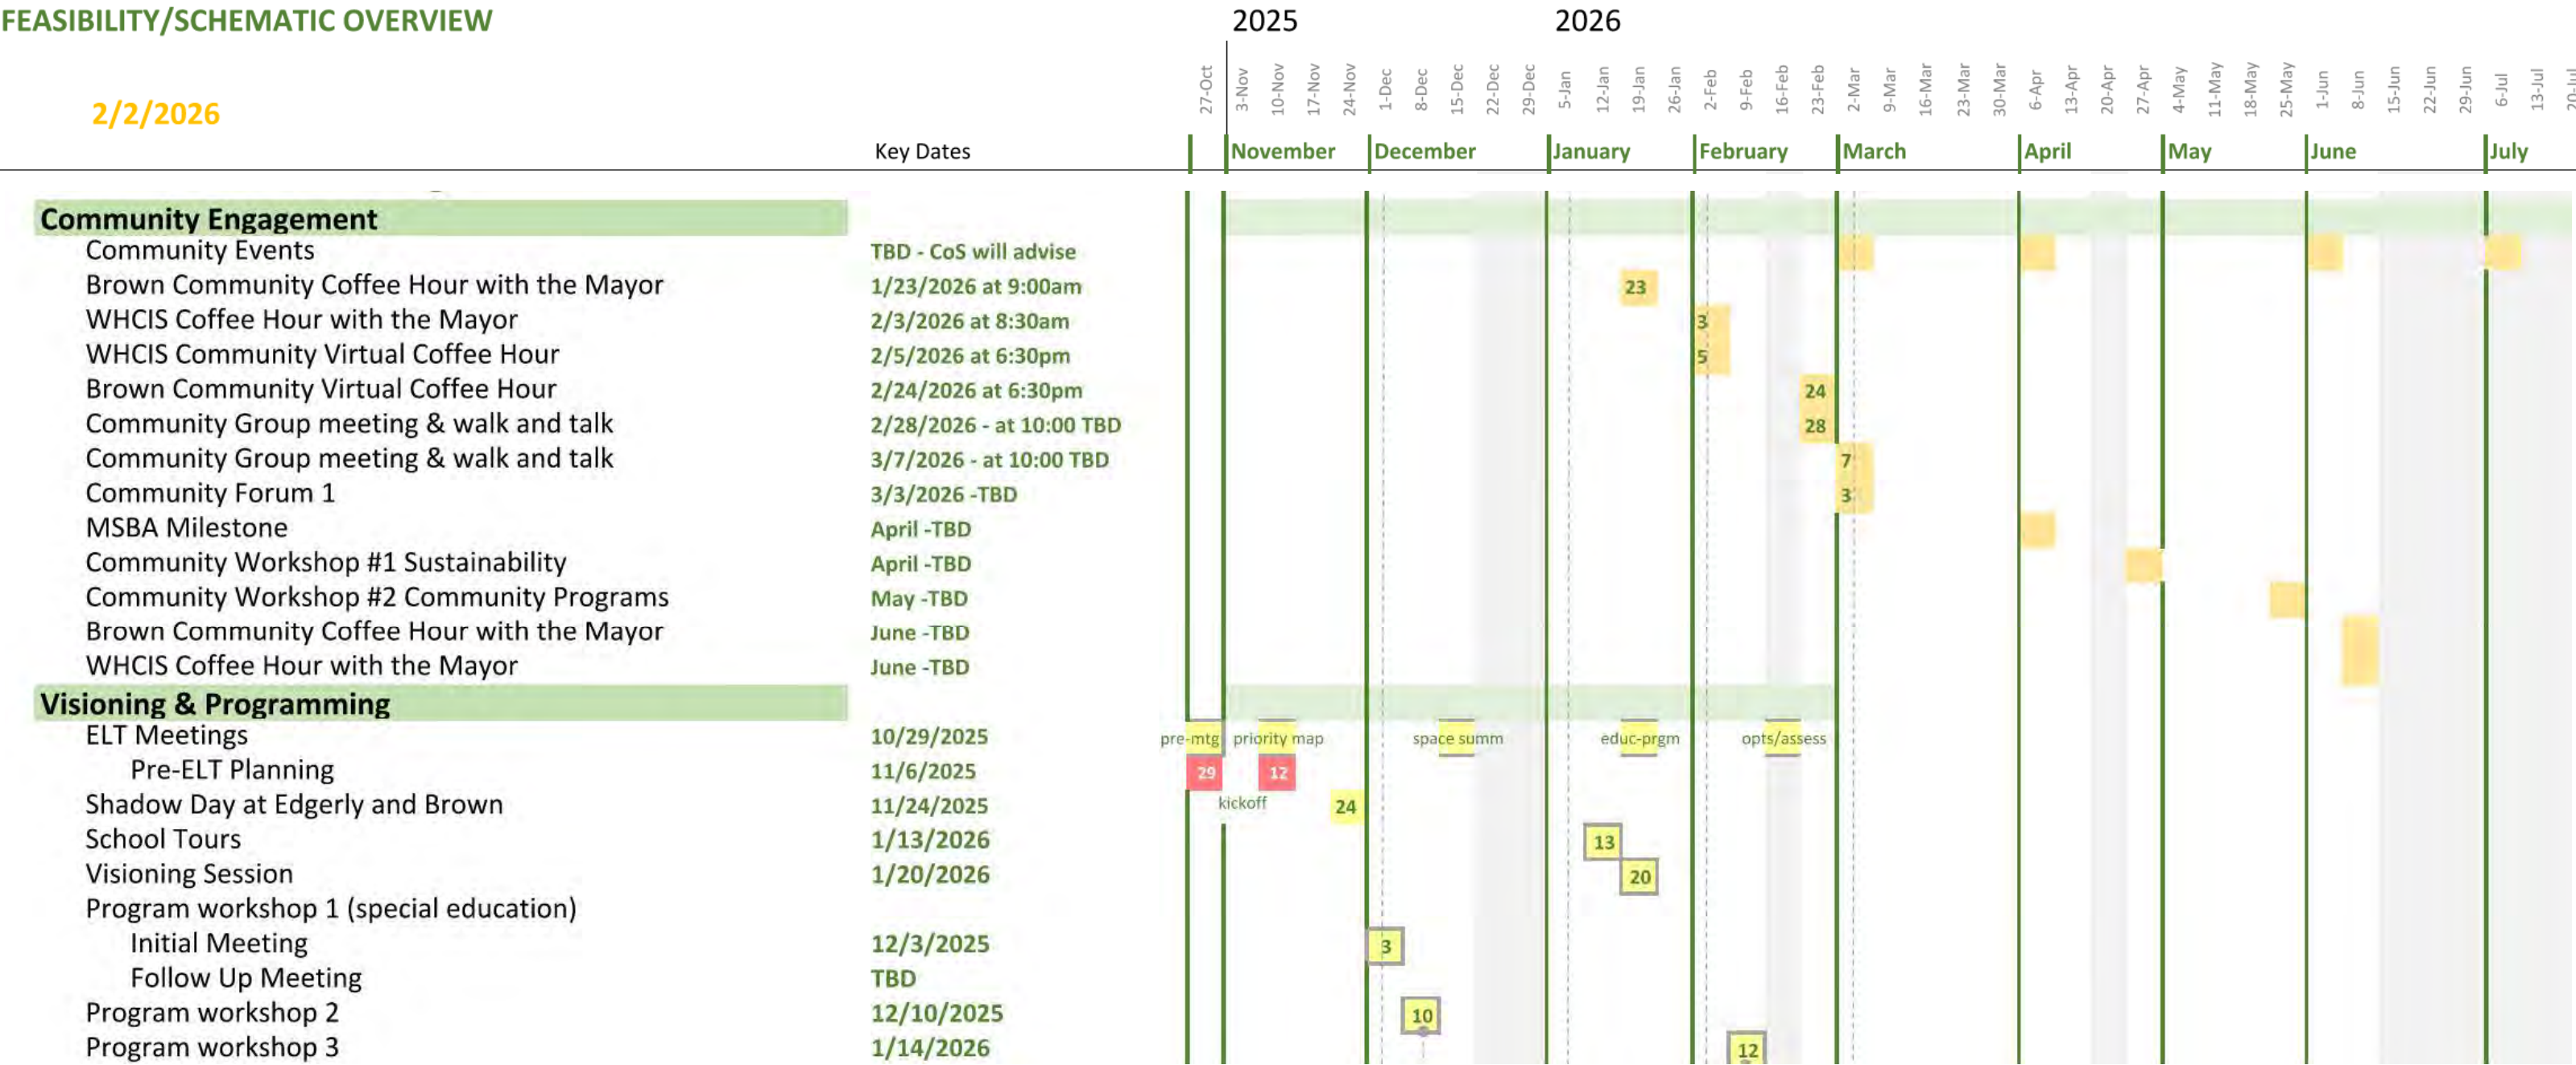 FEASIBILITY/SCHEMATIC OVERVIEW 2025 2026
27-Oct 3-Nov 10-Nov 17-Nov 24-Nov 1-Dec 8-Dec 15-Dec 22-Dec 29-Dec 5-Jan 12-Jan 19-Jan 26-Jan 2-Feb 9-Feb 16-Feb 23-Feb 2-Mar 9-Mar 16-Mar 23-Mar 30-Mar 6-Apr 13-Apr 20-Apr 27-Apr 4-May 11-May 18-May 25-May 1-Jun 8-Jun 15-Jun 22-Jun 29-Jun 6-Jul 13-Jul
2/2/2026
Key Dates November December January February March April May June July
Community Engagement
Community Events TBD - CoS will advise
Brown Community Coffee Hour with the Mayor 1/23/2026 at 9:00am 23
WHCIS Coffee Hour with the Mayor 2/3/2026 at 8:30am 3
WHCIS Community Virtual Coffee Hour 2/5/2026 at 6:30pm 5
Brown Community Virtual Coffee Hour 2/24/2026 at 6:30pm 24
Community Group meeting & walk and talk 2/28/2026 - at 10:00 TBD 28
Community Group meeting & walk and talk 3/7/2026 - at 10:00 TBD 7
Community Forum 1 3/3/2026 -TBD 3
MSBA Milestone April -TBD
Community Workshop #1 Sustainability April -TBD
Community Workshop #2 Community Programs May -TBD
Brown Community Coffee Hour with the Mayor June -TBD
WHCIS Coffee Hour with the Mayor June -TBD
Visioning & Programming
ELT Meetings 10/29/2025 pre-mtg priority map space summ educ-prgm opts/assess
Pre-ELT Planning 11/6/2025 29 12
Shadow Day at Edgerly and Brown 11/24/2025 kickoff 24
School Tours 1/13/2026 13
Visioning Session 1/20/2026 20
Program workshop 1 (special education)
Initial Meeting 12/3/2025 3
Follow Up Meeting TBD
Program workshop 2 12/10/2025 10
Program workshop 3 1/14/2026 12